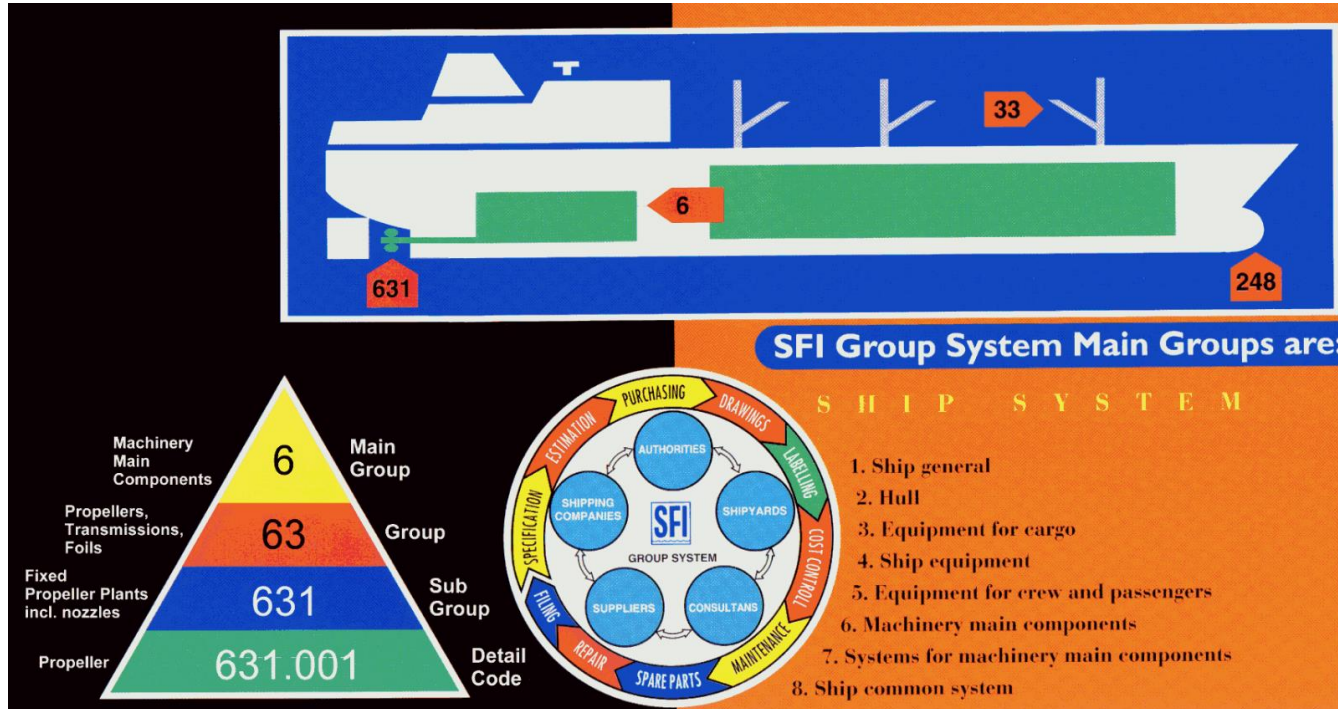 33
6
631
248
SFI Group System Main Groups are:
SHIP SYSTEM
1. Ship general
2. Hull
3. Equipment for cargo
4. Ship equipment
5. Equipment for crew and passengers
6. Machinery main components
7. Systems for machinery main components
8. Ship common system
Machinery
Main
Components
6
Main
Group
Propellers,
Transmissions,
Foils
63
Group
Fixed
Propeller Plants
incl. nozzles
631
Sub
Group
Propeller
631.001
Detail
Code
PURCHASING
DRAWINGS
LABELLING
COST CONTROLL
MAINTENANCE
SPARE PARTS
REPAIR
FILING
SPECIFICATION
ESTIMATION
AUTHORITIES
SHIPYARDS
CONSULTANS
SUPPLIERS
SHIPPING
COMPANIES
SFI
GROUP SYSTEM